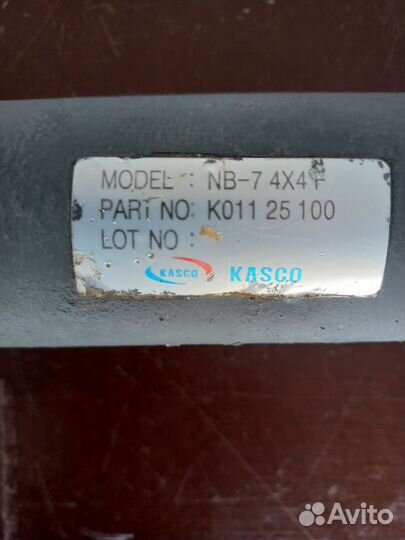 MODEL : NB-7 4X4 F
PART NO: K011 25 100
LOT NO :
KASCO KASCO
Avito